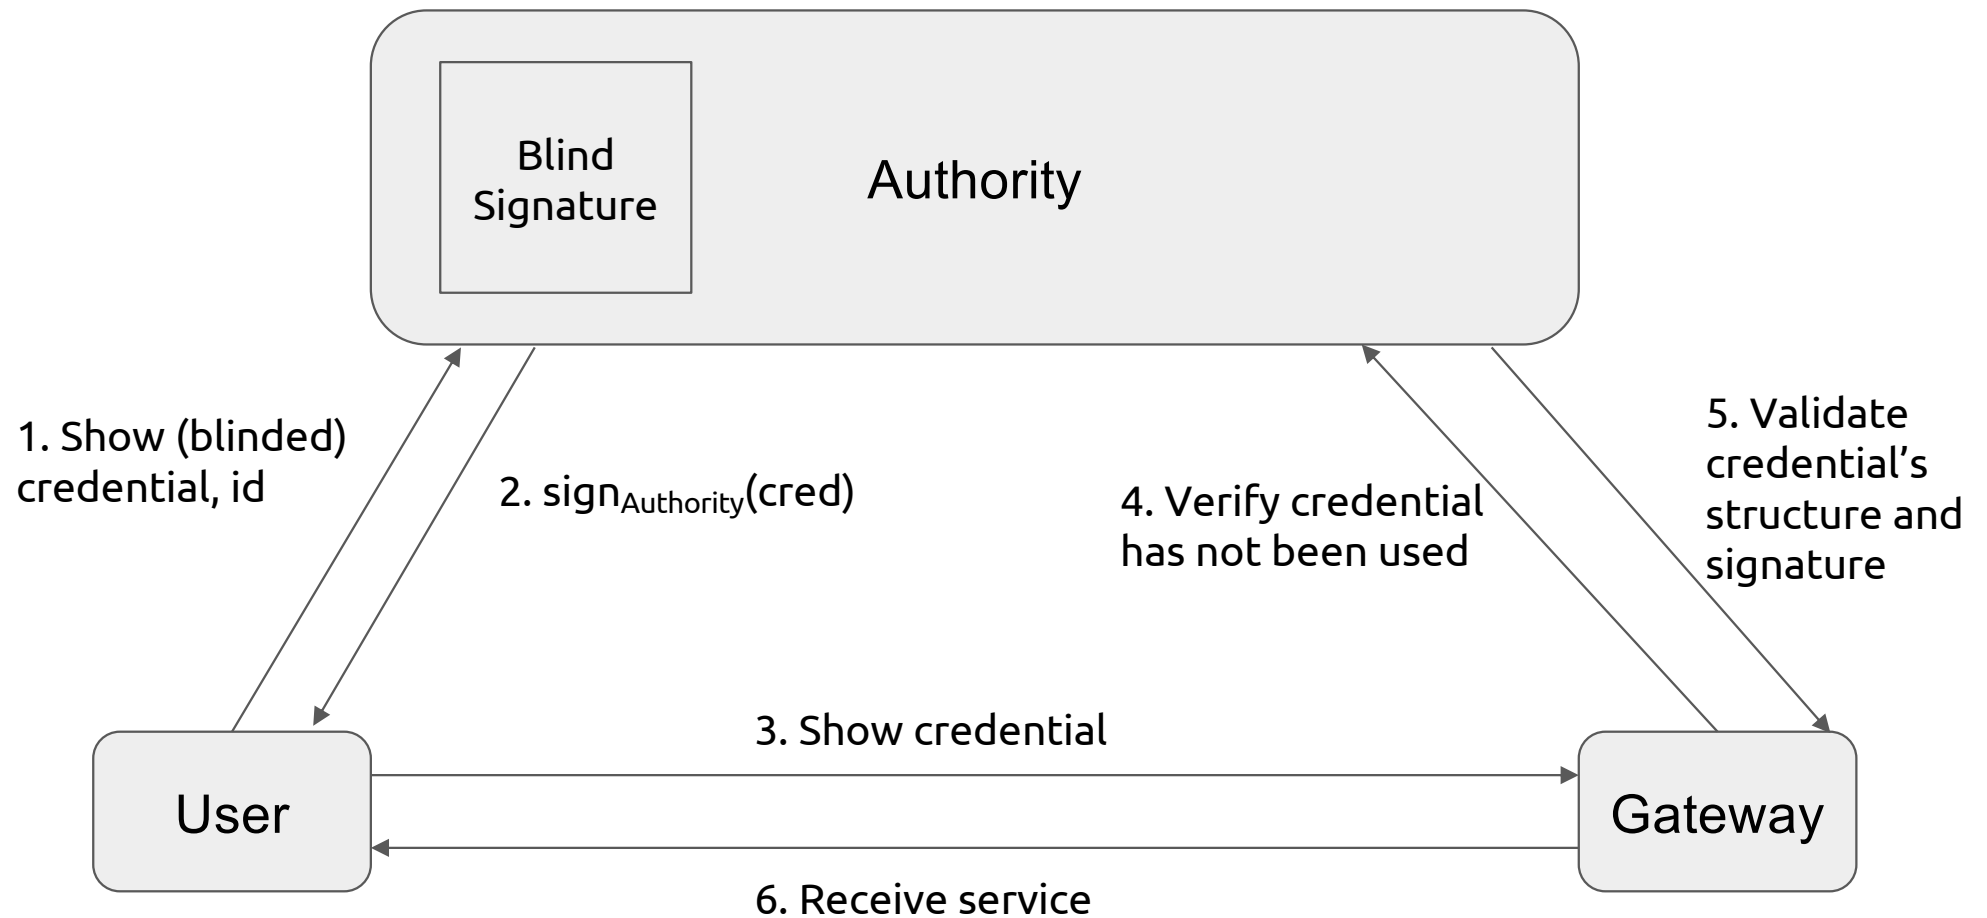 Blind
Signature
Authority
1. Show (blinded)
credential, id
2. sign_Authority(cred)
4. Verify credential
has not been used
5. Validate
credential’s
structure and
signature
3. Show credential
User
Gateway
6. Receive service